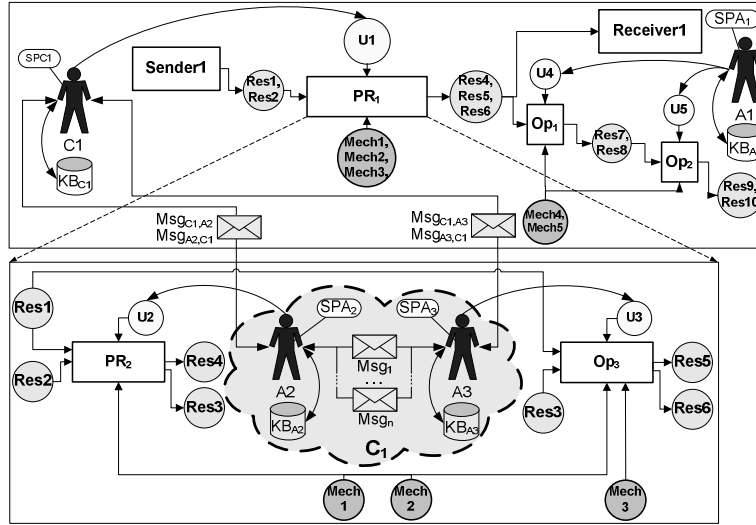 SPC1
C1
KBC1
Sender1
Res1,
Res2
U1
PR1
Mech1,
Mech2,
Mech3,
Res4,
Res5,
Res6
Receiver1
U4
Op1
Res7,
Res8
U5
Op2
SPA1
A1
KBA
Res9,
Res10
Mech4,
Mech5
MsgC1,A2
MsgA2,C1
MsgC1,A3
MsgA3,C1
Res1
Res2
U2
PR2
Res4
Res3
SPA2
A2
KBA2
Msg1
...
Msgn
SPA3
A3
KBA3
C1
U3
Op3
Res3
Res5
Res6
Mech
1
Mech
2
Mech
3